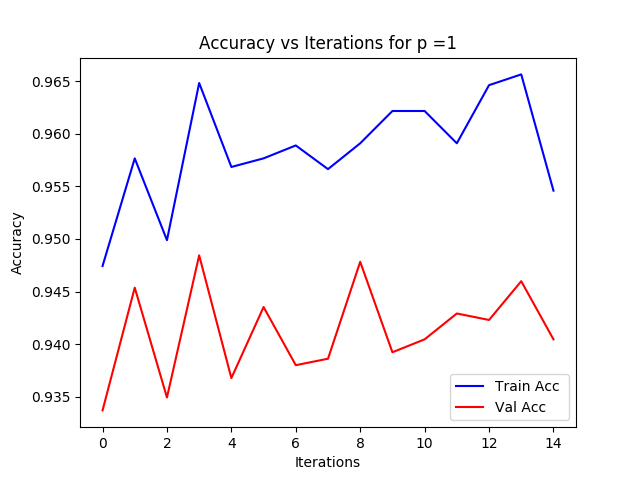 Accuracy vs Iterations for p =1
Accuracy
0.965
0.960
0.955
0.950
0.945
0.940
0.935
Train Acc
Val Acc
0 2 4 6 8 10 12 14
Iterations